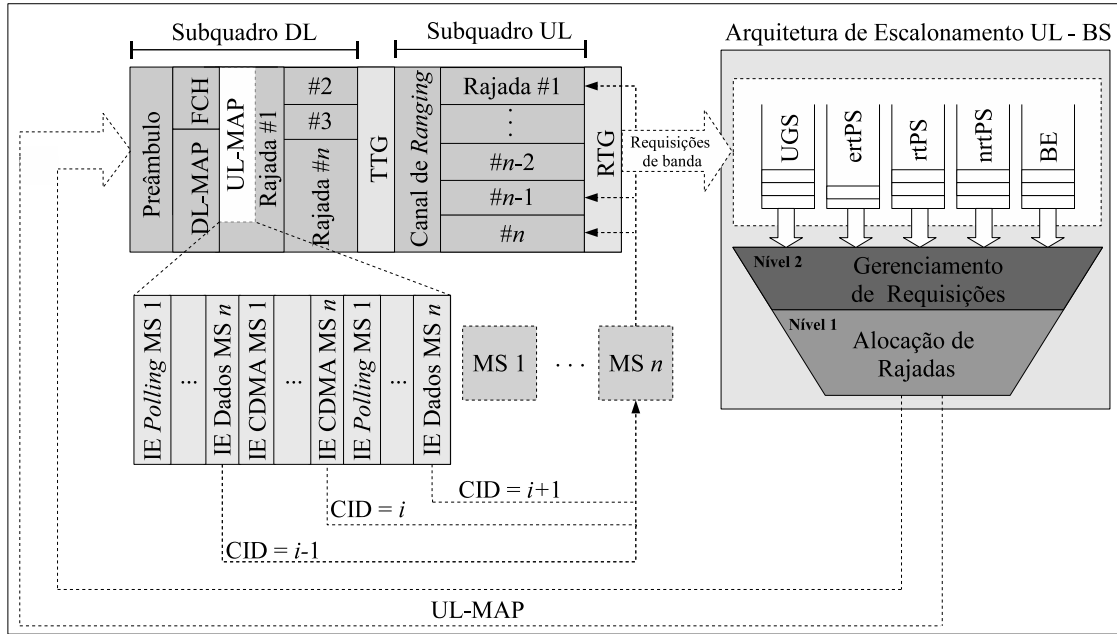 Subquadro DL
Subquadro UL
Arquitetura de Escalonamento UL - BS
Preâmbulo
FCH
DL-MAP
UL-MAP
Rajada #1
#2
#3
Rajada #n
TTG
Canal de Ranging
Rajada #1
⋮
#n-2
#n-1
#n
RTG
Requisições
de banda
UGS
ertPS
rtPS
nrtPS
BE
Nível 2
Gerenciamento
de Requisições
Nível 1
Alocação de
Rajadas
IE Polling MS 1
...
IE Dados MS n
IE CDMA MS 1
...
IE CDMA MS n
IE Polling MS 1
...
IE Dados MS n
MS 1
. . .
MS n
CID = i+1
CID = i
CID = i-1
UL-MAP